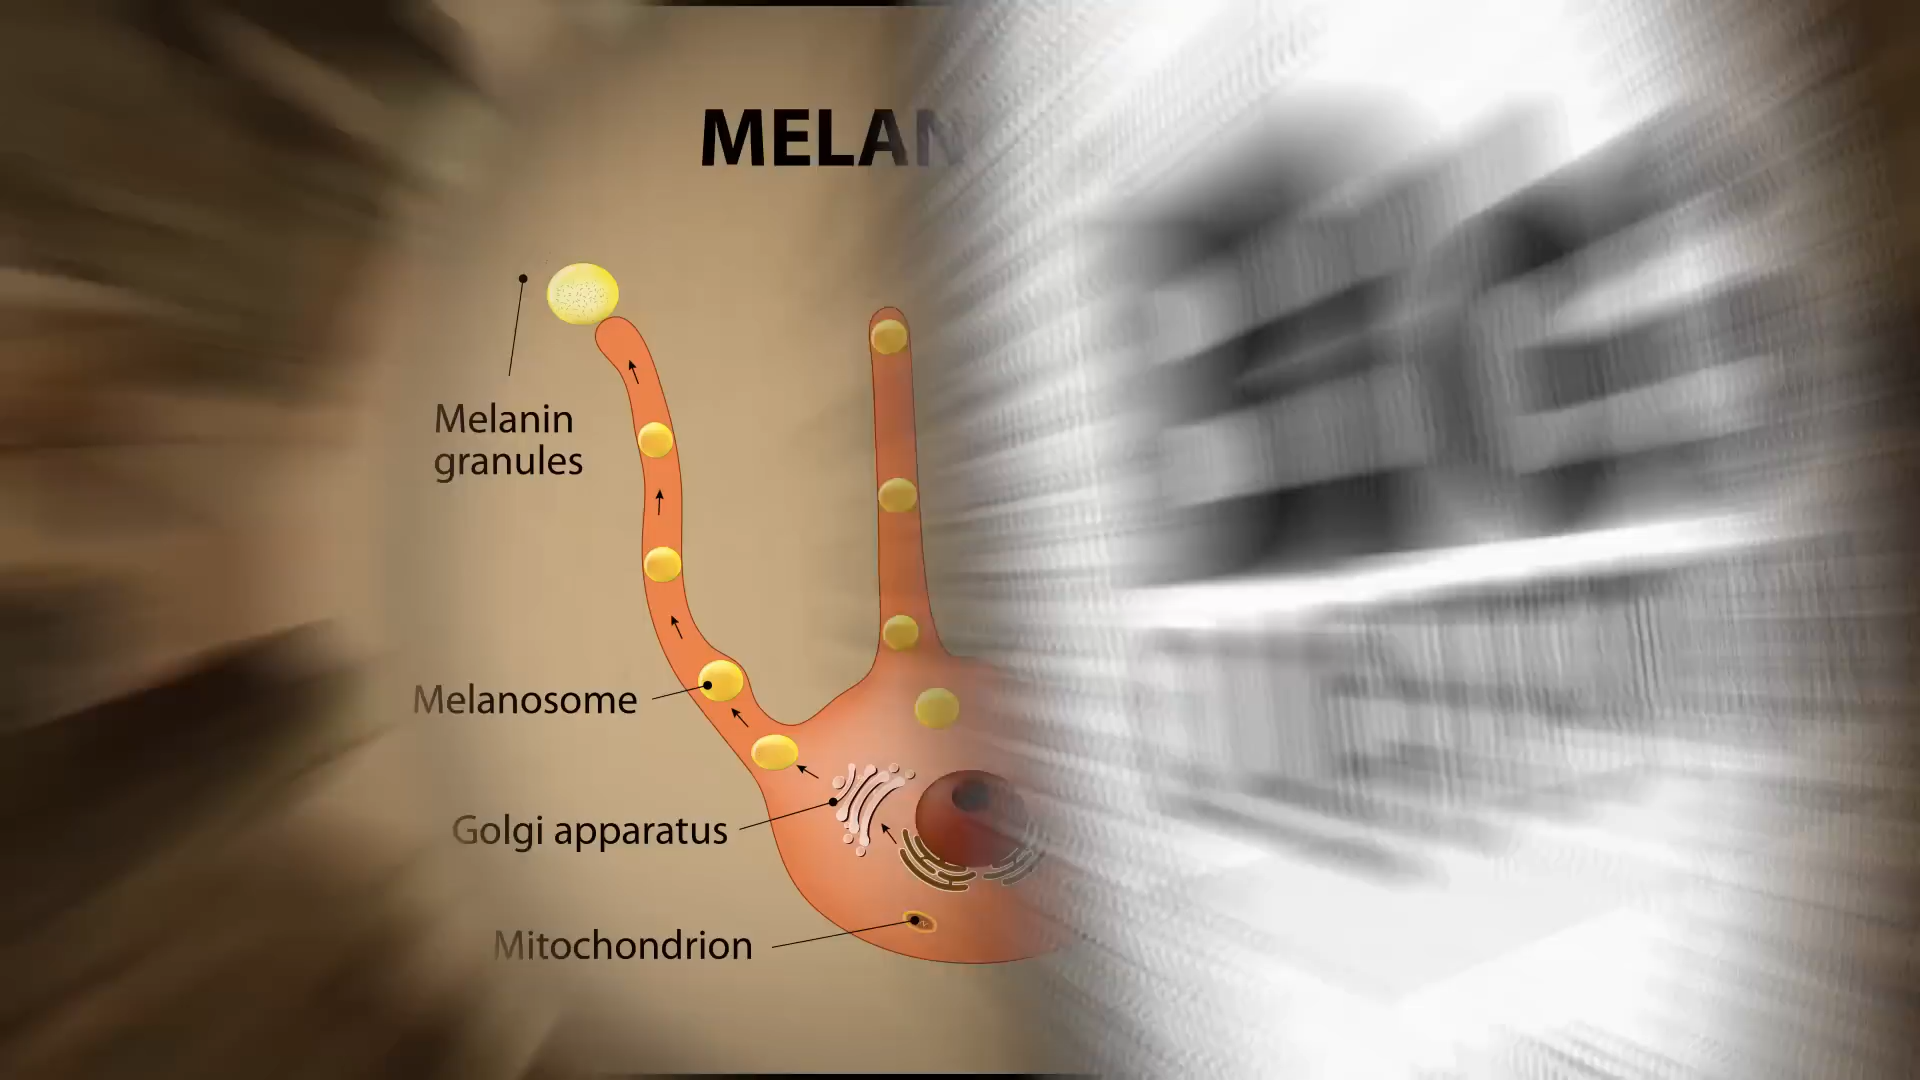 MELAN
Melanin
granules
Melanosome
Golgi apparatus
Mitochondrion